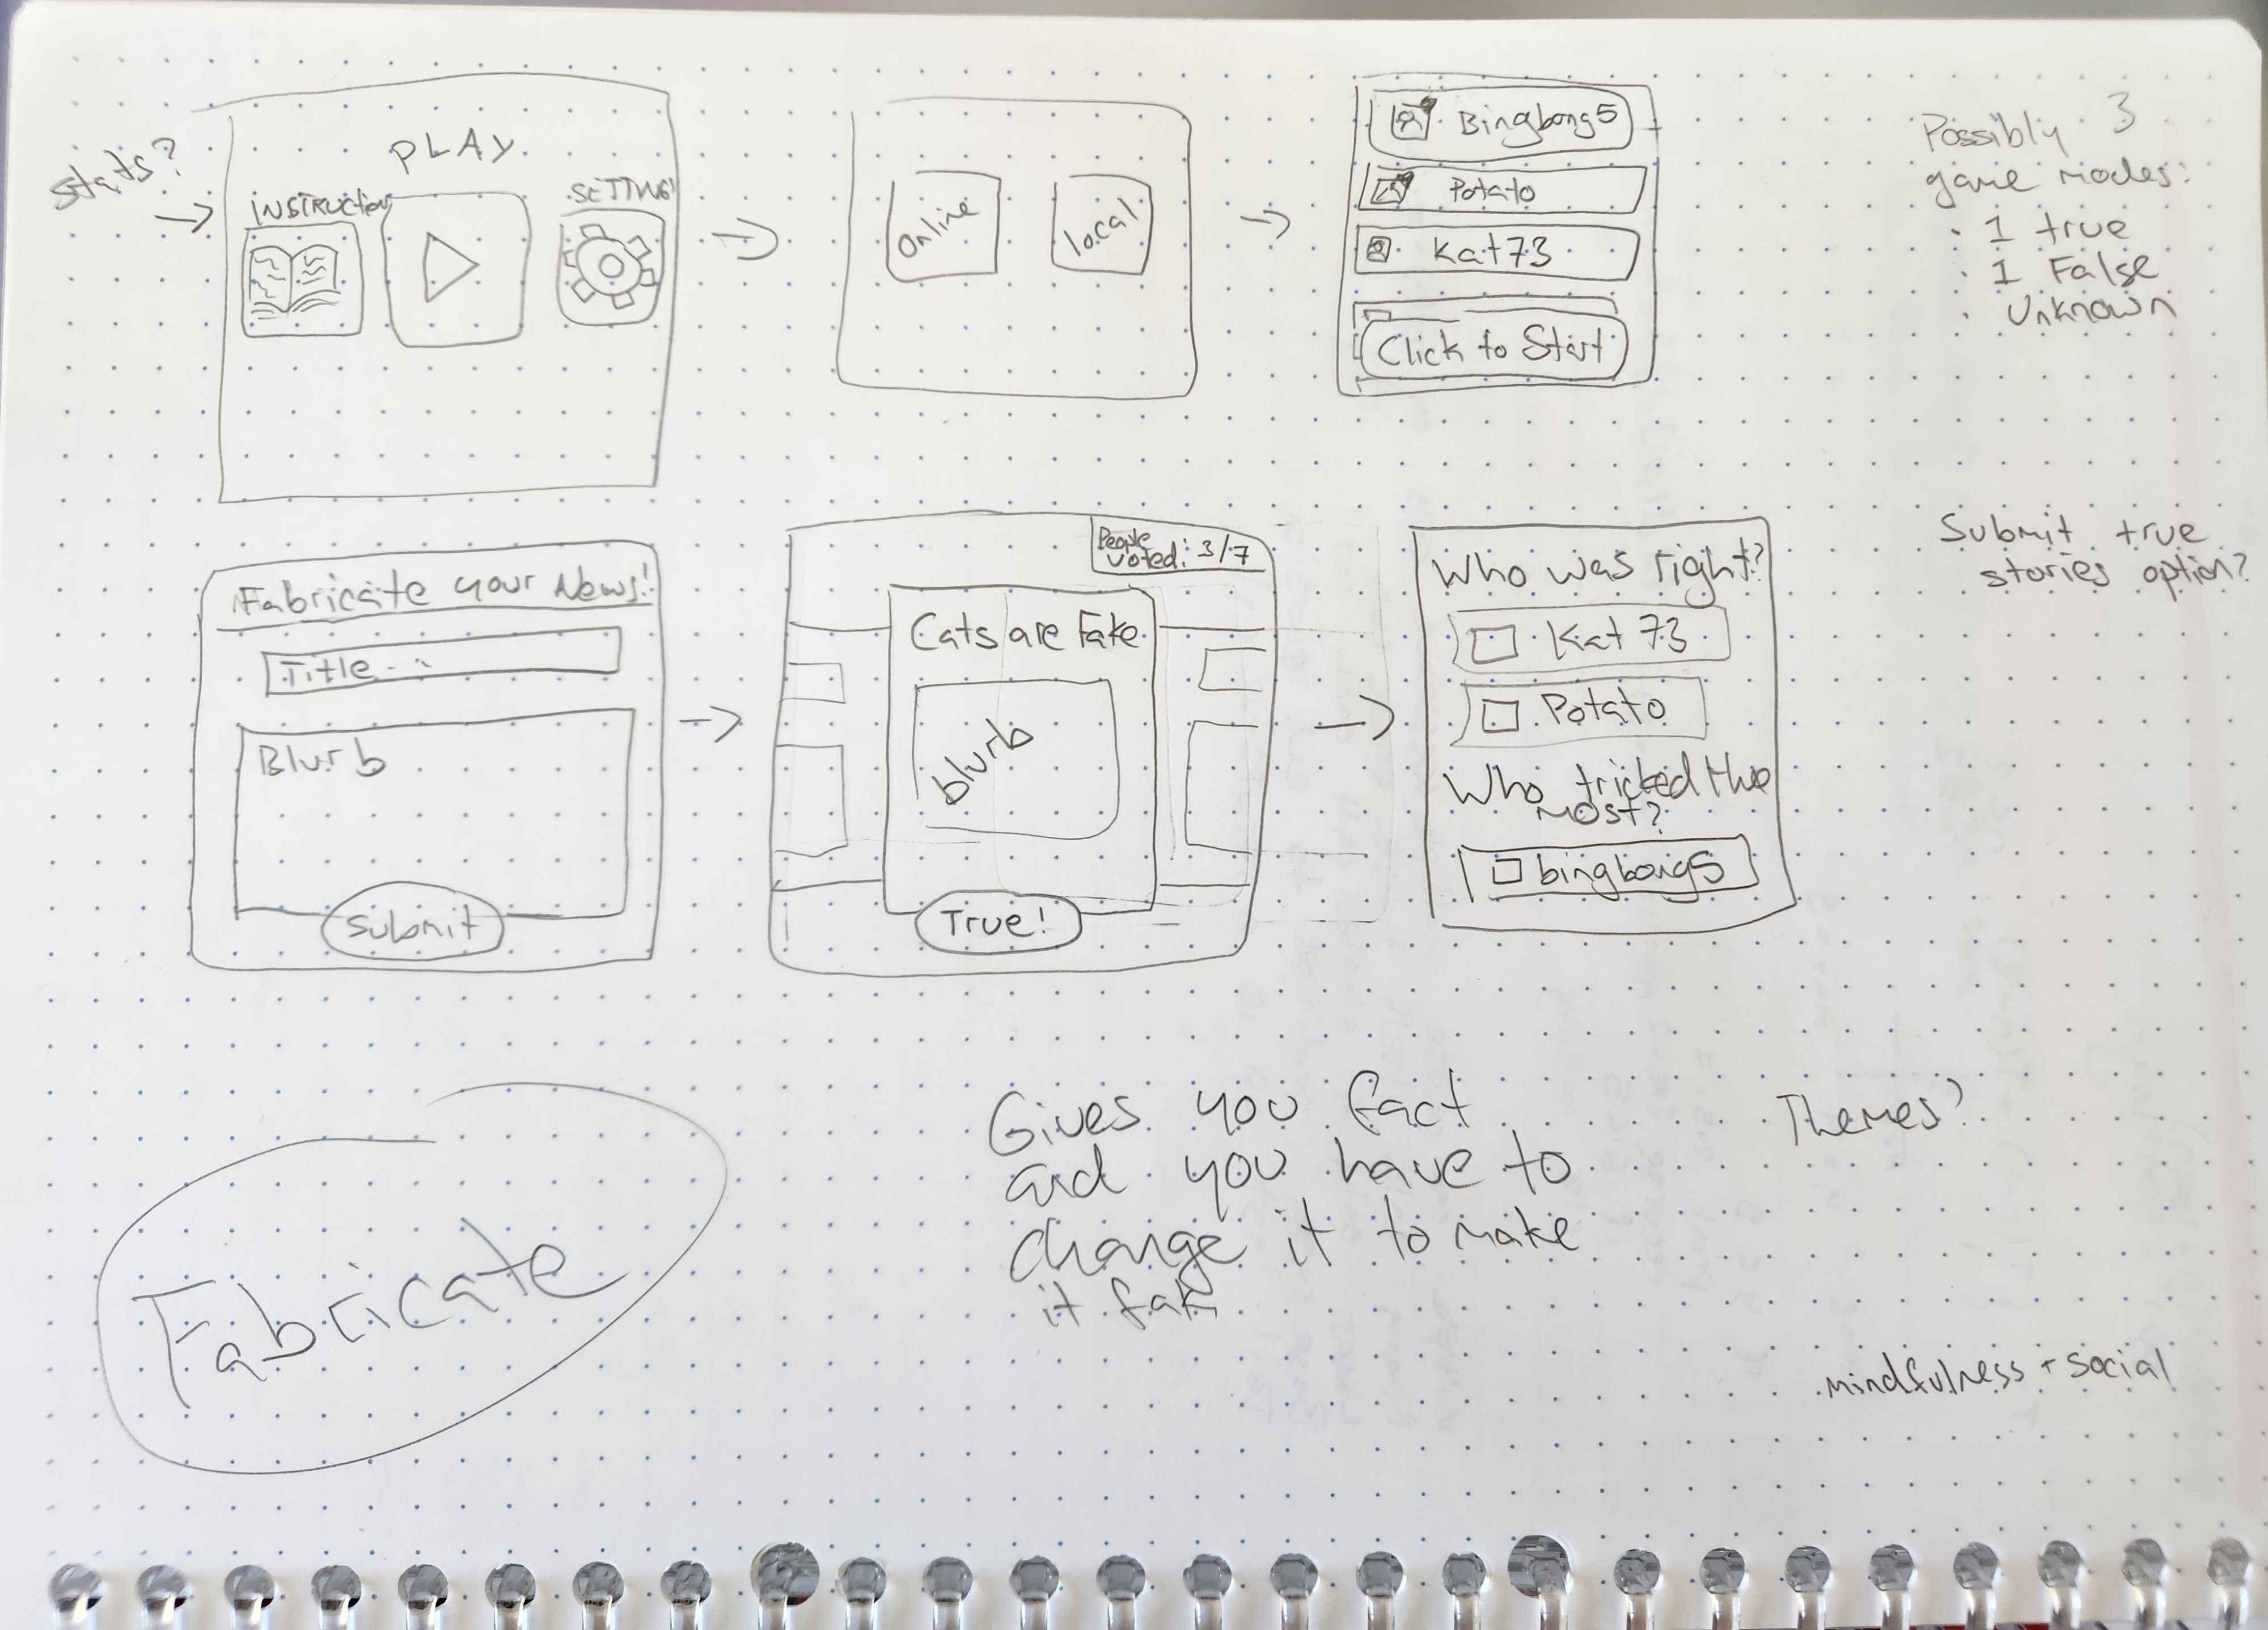 Stats?
PLAY
INSTRUCTION
SETTINGS
Online
local
Bingbong5
Potato
Kat73
Click to Start
Possibly 3
game modes:
· 1 true
· 1 False
· Unknown
Fabricate your News!
Title...
Blurb
Submit
People
voted: 3/7
Cats are Fake
blurb
True!
Who was right?
Kat 73
Potato
Who tricked the
most?
bingbong5
Submit true
stories option?
Fabricate
Gives you fact
and you have to
change it to make
it fake
Themes?
mindfulness + social